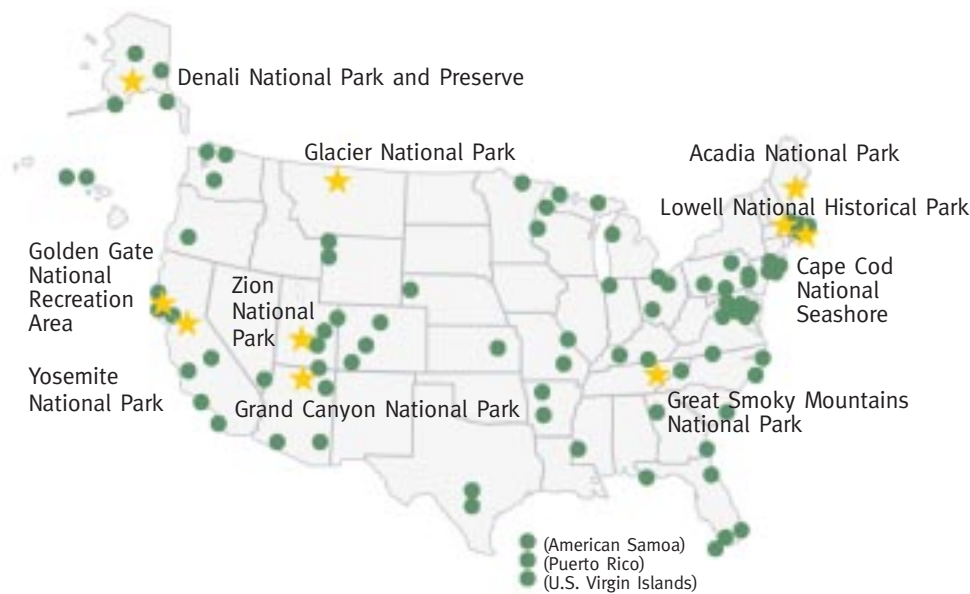 Denali National Park and Preserve
Glacier National Park
Acadia National Park
Lowell National Historical Park
Golden Gate
National
Recreation
Area
Zion
National
Park
Cape Cod
National
Seashore
Yosemite
National Park
Grand Canyon National Park
Great Smoky Mountains
National Park
(American Samoa)
(Puerto Rico)
(U.S. Virgin Islands)